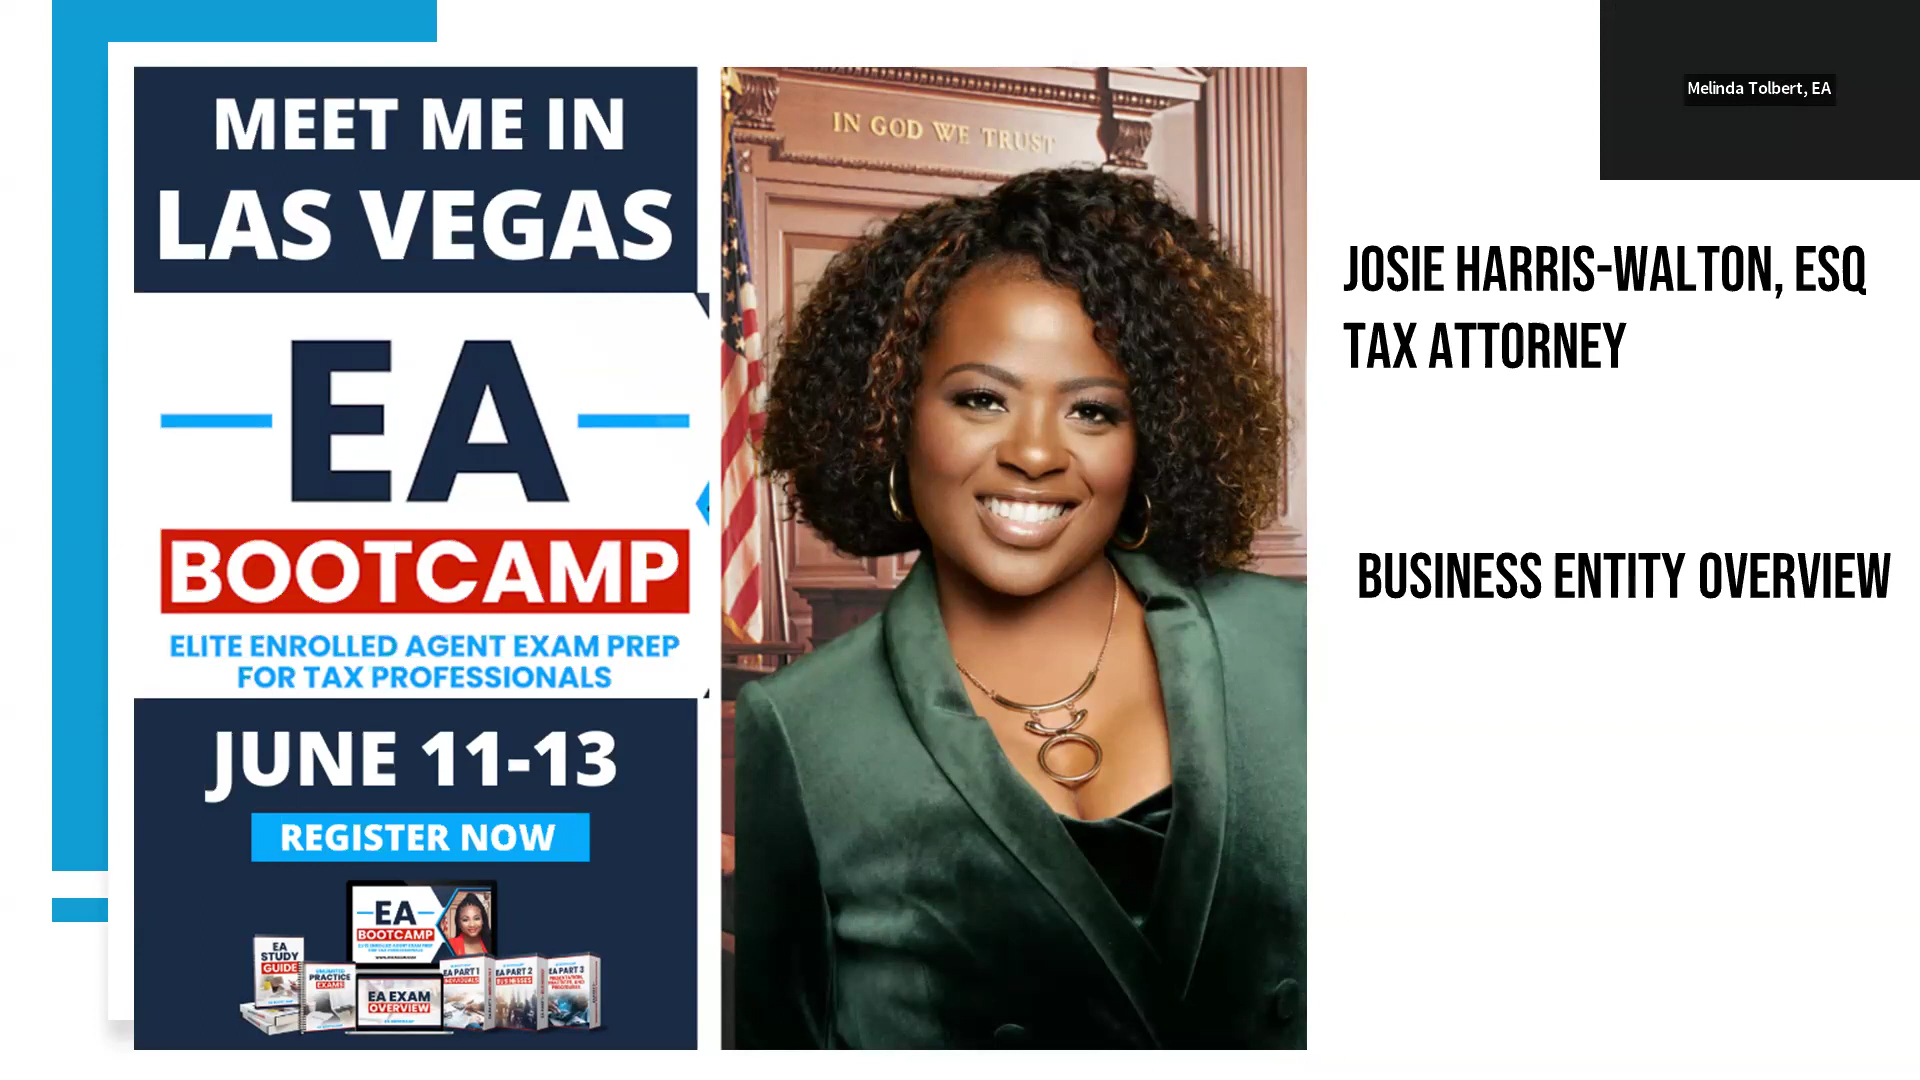 MEET ME IN
LAS VEGAS
EA
BOOTCAMP
ELITE ENROLLED AGENT EXAM PREP
FOR TAX PROFESSIONALS
JUNE 11-13
REGISTER NOW
EA
BOOTCAMP
EA
STUDY
GUIDE
PRACTICE
EXAMS
EA EXAM
OVERVIEW
EA PART 1
EA PART 2
BUSINESSES
EA PART 3
IN GOD WE TRUST
Melinda Tolbert, EA
JOSIE HARRIS-WALTON, ESQ
TAX ATTORNEY
BUSINESS ENTITY OVERVIEW